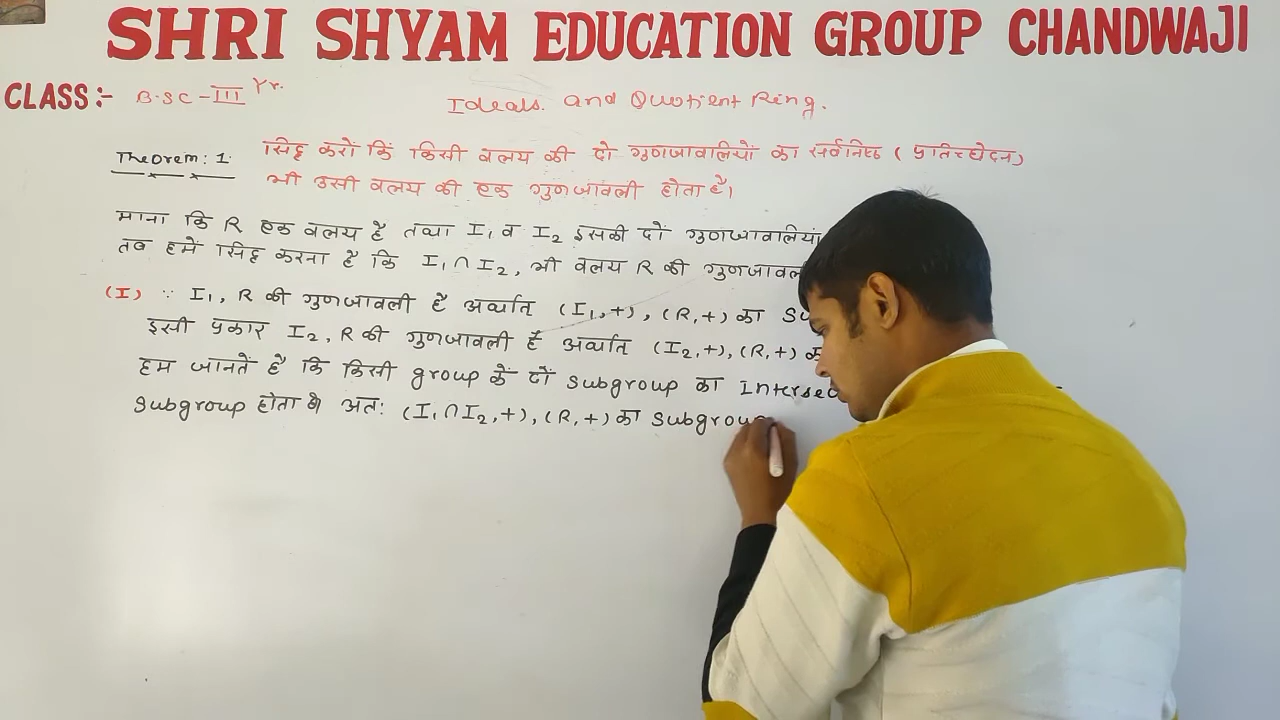 SHRI SHYAM EDUCATION GROUP CHANDWAJI
CLASS:- B.SC-III Yr.
Ideals and Quotient Ring.
Theorem: 1. सिद्ध करों किं किसी वलय की दो गुणजावालियों का सर्वनिष्ठ ( प्रतिच्छेदन)
भी उसी वलय की एक गुणजावली होता है।
माना कि R एक वलय है तथा I₁ व I₂ इसकी दों गुणजावालियां
तब हमें सिद्ध करना है कि I₁∩I₂, भी वलय R की गुणजावली
(I) ∵ I₁, R की गुणजावली है अर्थात (I₁,+), (R,+) का Su
इसी प्रकार I₂, R की गुणजावली है अर्थात (I₂,+), (R,+) का
हम जानतें है कि किसी group कें दों Subgroup का Intersec
Subgroup होता है अतः (I₁∩I₂,+), (R,+) का Subgroup